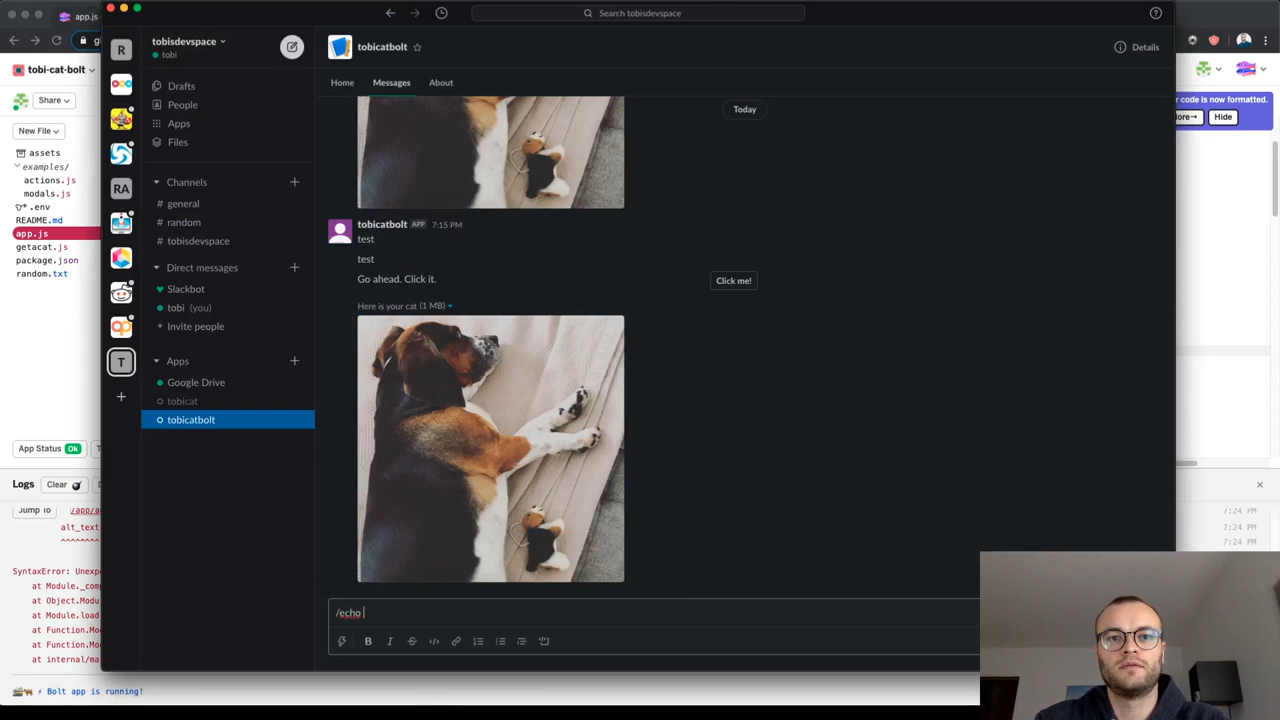 app.js
Search tobisdevspace
tobi-cat-bolt
Share
New File
assets
examples/
actions.js
modals.js
.env
README.md
app.js
getacat.js
package.json
random.txt
App Status Ok
Logs
Clear
Jump To
/app/a
alt_text
^^^^^^^^
SyntaxError: Unexp
at Module._comp
at Object.Modu
at Module.load
at Function.Mo
at Function.Mo
at internal/ma
⚡ Bolt app is running!
R
RA
T
+
tobisdevspace
tobi
Drafts
People
Apps
Files
Channels
# general
# random
# tobisdevspace
Direct messages
Slackbot
tobi (you)
+ Invite people
Apps
Google Drive
tobicat
tobicatbolt
tobicatbolt
Details
Home
Messages
About
Today
tobicatbolt APP 7:15 PM
test
test
Go ahead. Click it.
Click me!
Here is your cat (1 MB)
/echo
B I S
r code is now formatted.
ore→
Hide
7:24 PM
7:24 PM
7:24 PM